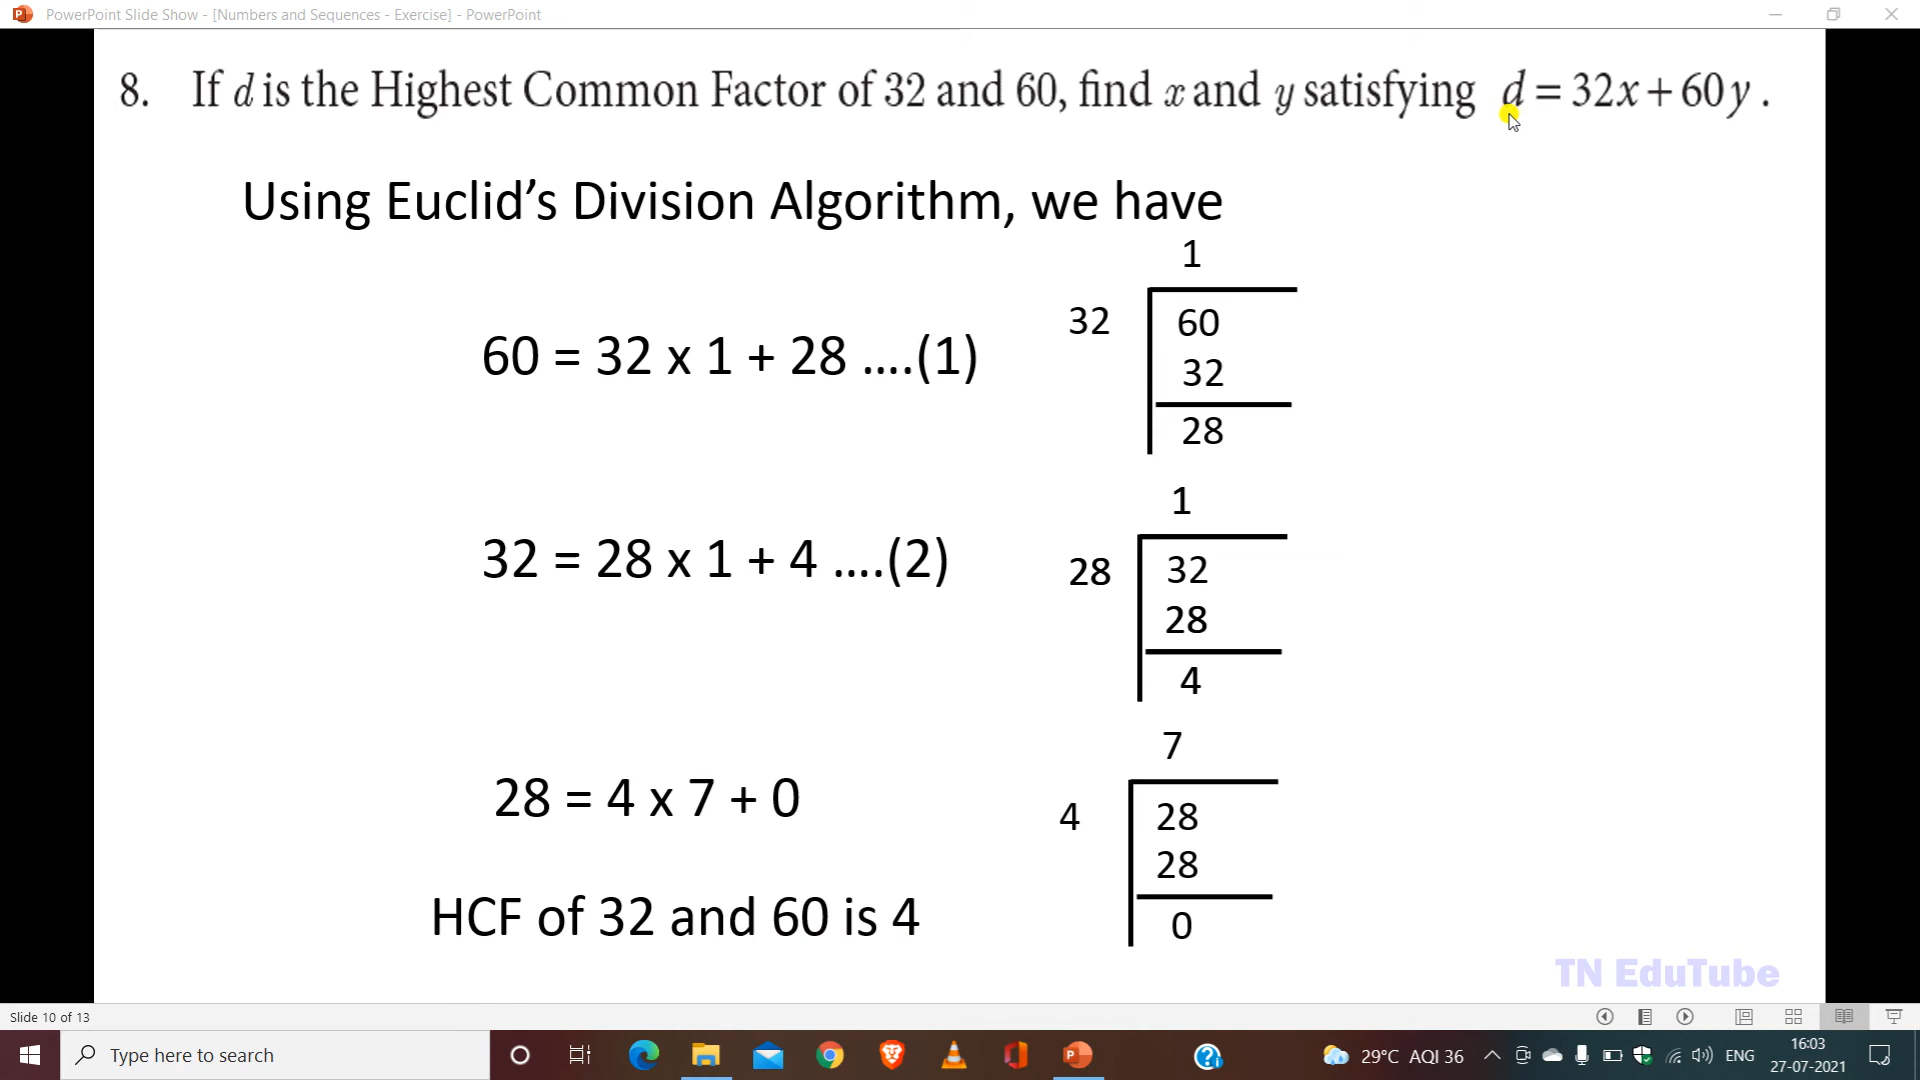 PowerPoint Slide Show - [Numbers and Sequences - Exercise] - PowerPoint
8. If d is the Highest Common Factor of 32 and 60, find x and y satisfying d = 32x + 60y .
Using Euclid’s Division Algorithm, we have
60 = 32 x 1 + 28 ....(1)
1
32
60
32
28
32 = 28 x 1 + 4 ....(2)
1
28
32
28
4
28 = 4 x 7 + 0
7
4
28
28
0
HCF of 32 and 60 is 4
TN EduTube
Slide 10 of 13
Type here to search
29°C AQI 36
ENG
16:03
27-07-2021